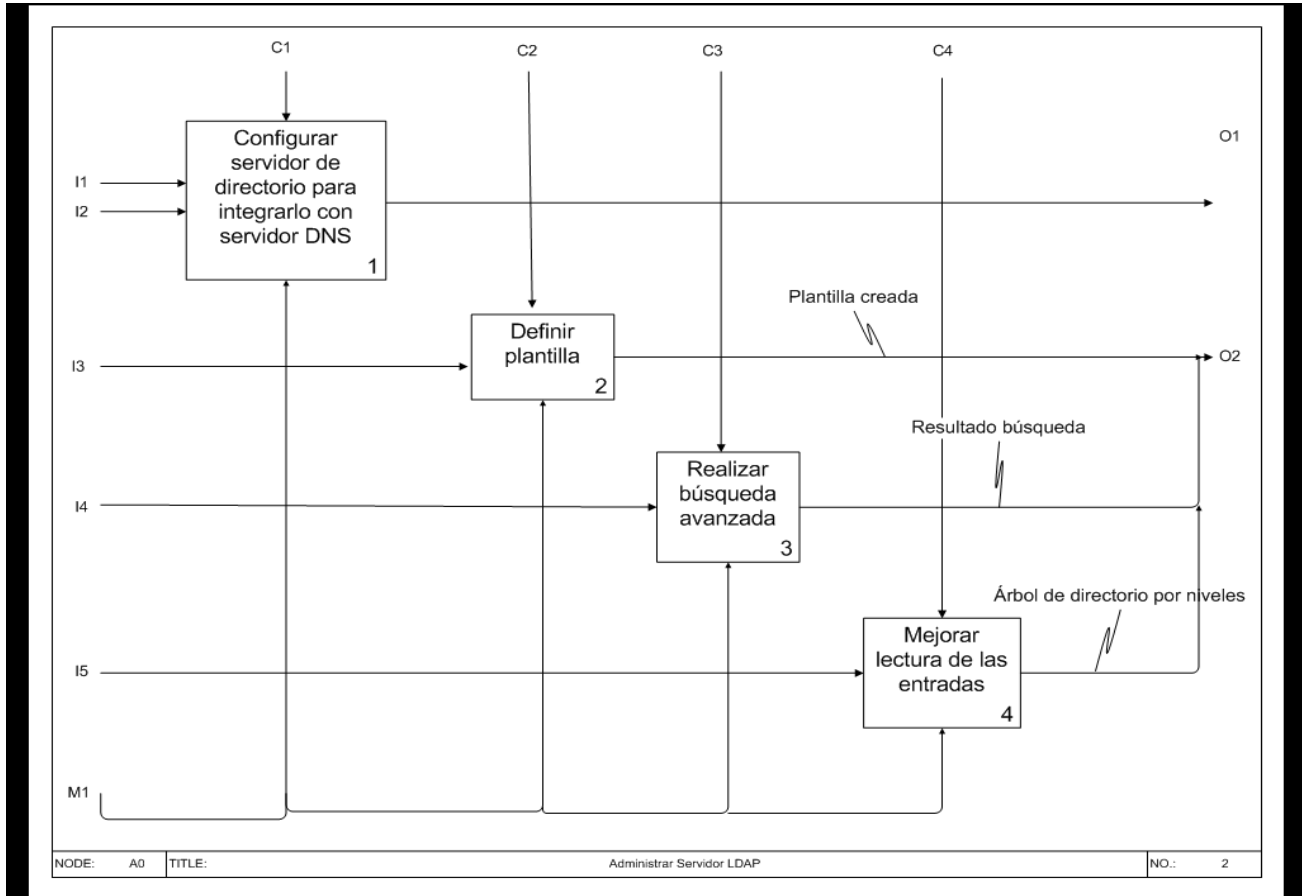 C1
C2
C3
C4
Configurar
servidor de
directorio para
integrarlo con
servidor DNS
1
O1
I1
I2
Plantilla creada
Definir
plantilla
2
I3
O2
Resultado búsqueda
Realizar
búsqueda
avanzada
3
I4
Árbol de directorio por niveles
Mejorar
lectura de las
entradas
4
I5
M1
NODE: A0 TITLE: Administrar Servidor LDAP NO.: 2